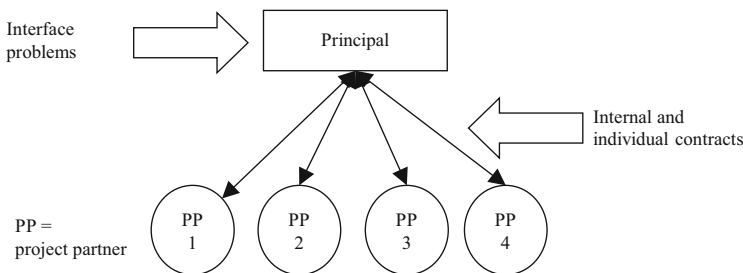 Interface
problems
Principal
Internal and
individual contracts
PP =
project partner
PP
1
PP
2
PP
3
PP
4